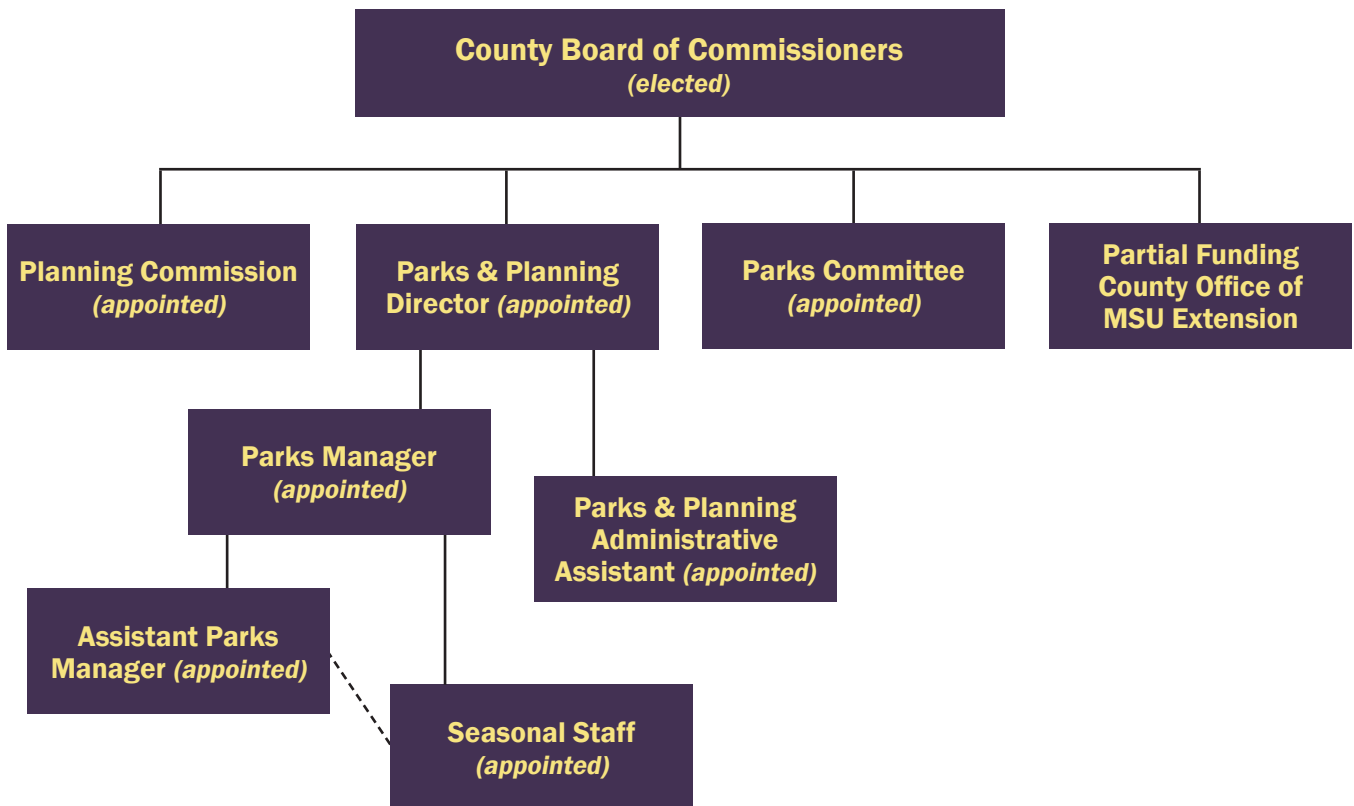 County Board of Commissioners
(elected)
Planning Commission
(appointed)
Parks & Planning
Director (appointed)
Parks Committee
(appointed)
Partial Funding
County Office of
MSU Extension
Parks Manager
(appointed)
Parks & Planning
Administrative
Assistant (appointed)
Assistant Parks
Manager (appointed)
Seasonal Staff
(appointed)